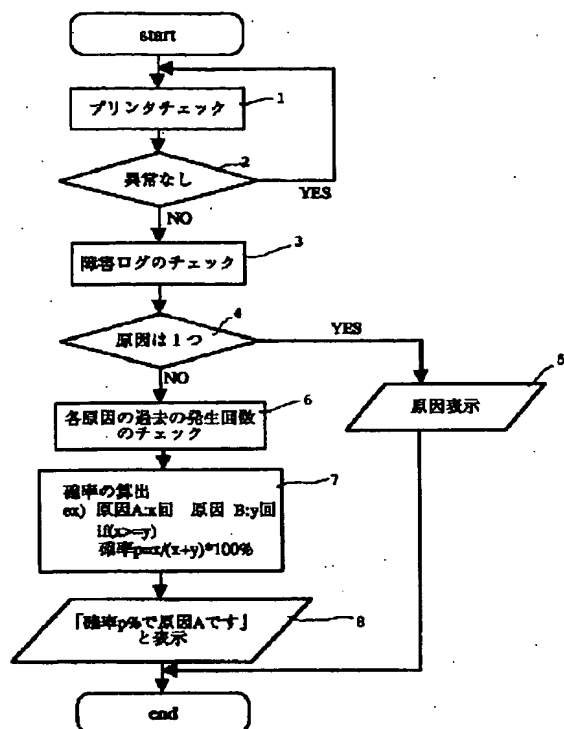 start
プリンタチェック
1
異常なし
2
YES
NO
障害ログのチェック
3
原因は1つ
4
YES
NO
原因表示
5
各原因の過去の発生回数
のチェック
6
確率の算出
ex) 原因A:x回 原因 B:y回
if(x>=y)
確率p=x/(x+y)*100%
7
「確率p%で原因Aです」
と表示
8
end